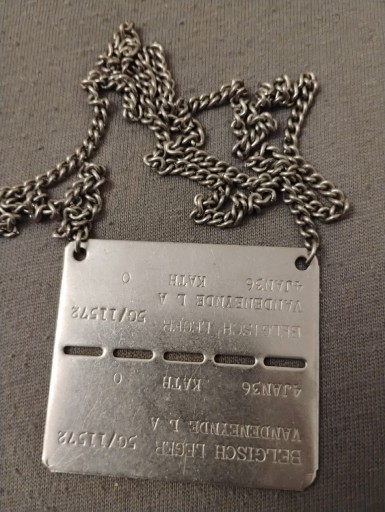 BELGISCH LEGER 50/11572
VANDENEYNDE L A
4JAN36 KATH O
BELGISCH LEGER 50/11572
VANDENEYNDE L A
4JAN36 KATH O